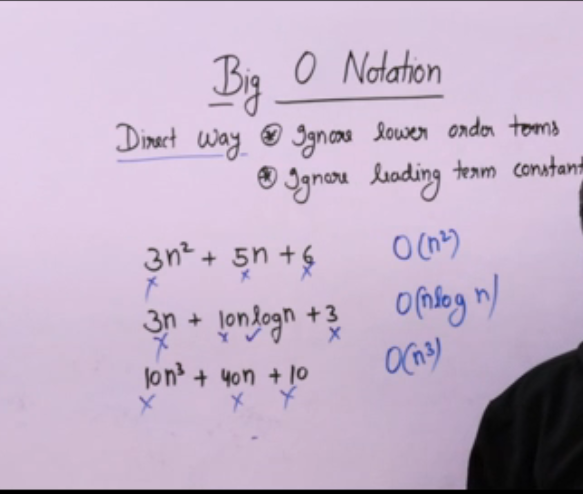 Big O Notation
Direct Way ⊛ Ignore lower order terms
⊛ Ignore leading term constant
3n² + 5n + 6 O(n²)
3n + 10nlogn + 3 O(nlog n)
10n³ + 40n + 10 O(n³)